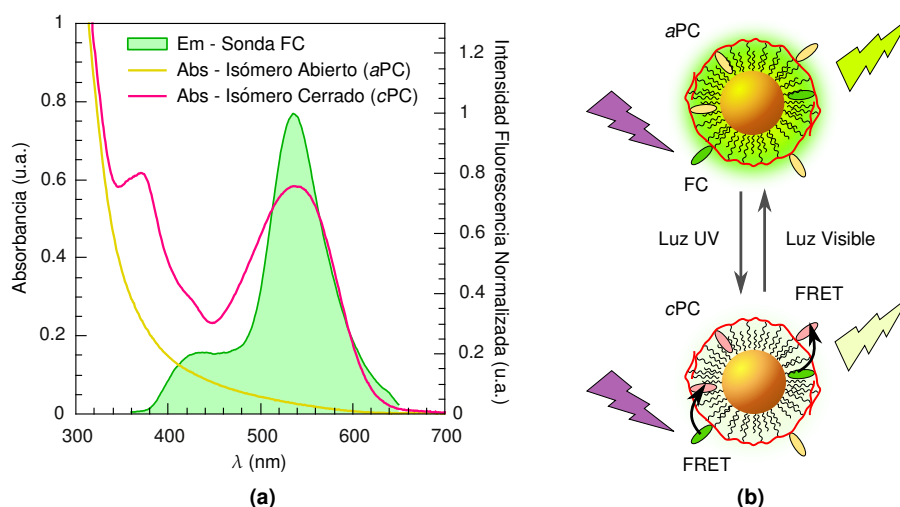 Em - Sonda FC
Abs - Isómero Abierto (aPC)
Abs - Isómero Cerrado (cPC)
Absorbancia (u.a.)
1
0.8
0.6
0.4
0.2
0
300
400
500
600
700
λ (nm)
Intensidad Fluorescencia Normalizada (u.a.)
1.2
1
0.8
0.6
0.4
0.2
0
(a)
aPC
FC
Luz UV
Luz Visible
cPC
FRET
FRET
(b)